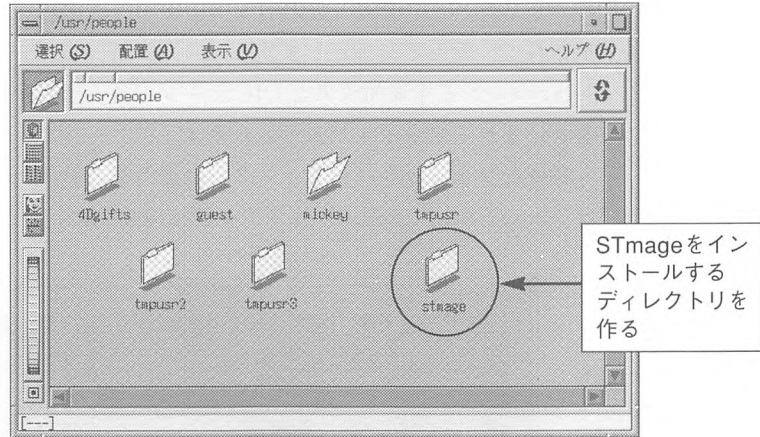 /usr/people
選択 (S) 配置 (A) 表示 (V) ヘルプ (H)
/usr/people
4Dgifts guest mickey tmpusr
tmpusr2 tmpusr3 stmage
STmageをイン
ストールする
ディレクトリを
作る
[---]